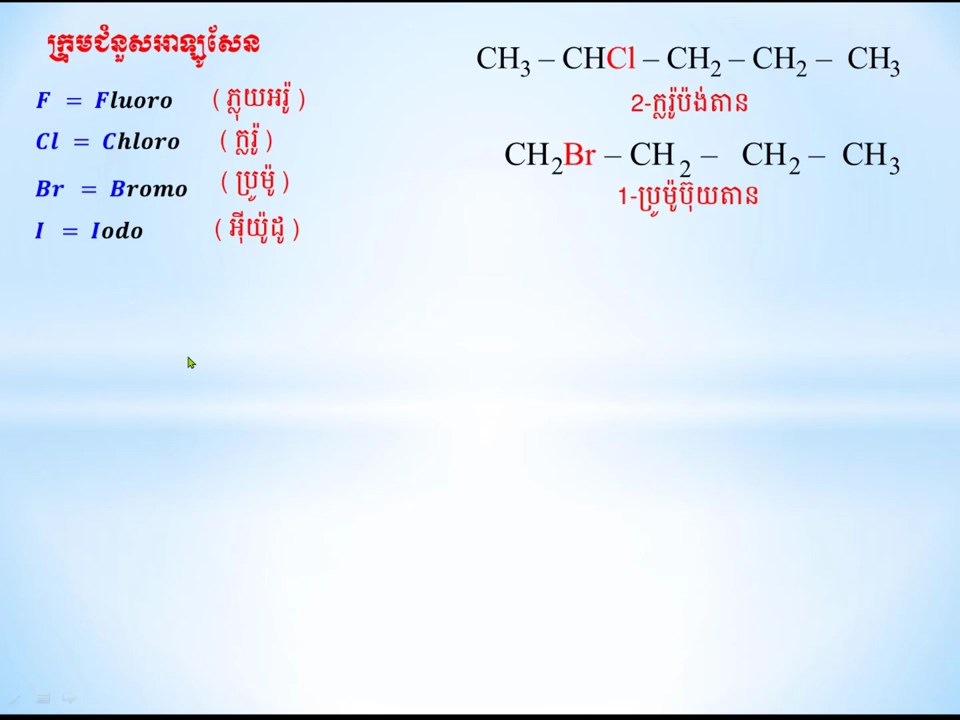 ក្រុមជំនួសអាឡូសែន
F = Fluoro ( ភ្លុយអរ៉ូ )
Cl = Chloro ( ក្លរ៉ូ )
Br = Bromo ( ប្រូម៉ូ )
I = Iodo ( អ៊ីយ៉ូដូ )
CH₃ – CHCl – CH₂ – CH₂ – CH₃
2-ក្លរ៉ូប៉ង់តាន
CH₂Br – CH₂ – CH₂ – CH₃
1-ប្រូម៉ូប៊ុយតាន